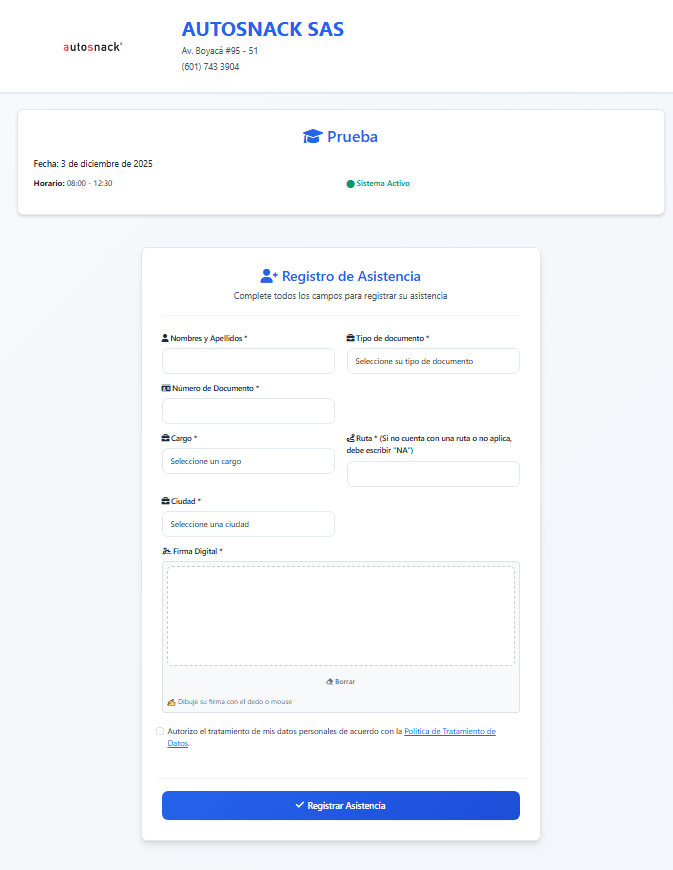 autosnack
AUTOSNACK SAS
Av. Boyacá #95 - 51
(601) 743 3904
Prueba
Fecha: 3 de diciembre de 2025
Horario: 08:00 - 12:30
Sistema Activo
Registro de Asistencia
Complete todos los campos para registrar su asistencia
Nombres y Apellidos *
Tipo de documento *
Seleccione su tipo de documento
Número de Documento *
Cargo *
Seleccione un cargo
Ruta * (Si no cuenta con una ruta o no aplica,
debe escribir "NA")
Ciudad *
Seleccione una ciudad
Firma Digital *
Borrar
Dibuje su firma con el dedo o mouse
Autorizo el tratamiento de mis datos personales de acuerdo con la Política de Tratamiento de
Datos.
Registrar Asistencia